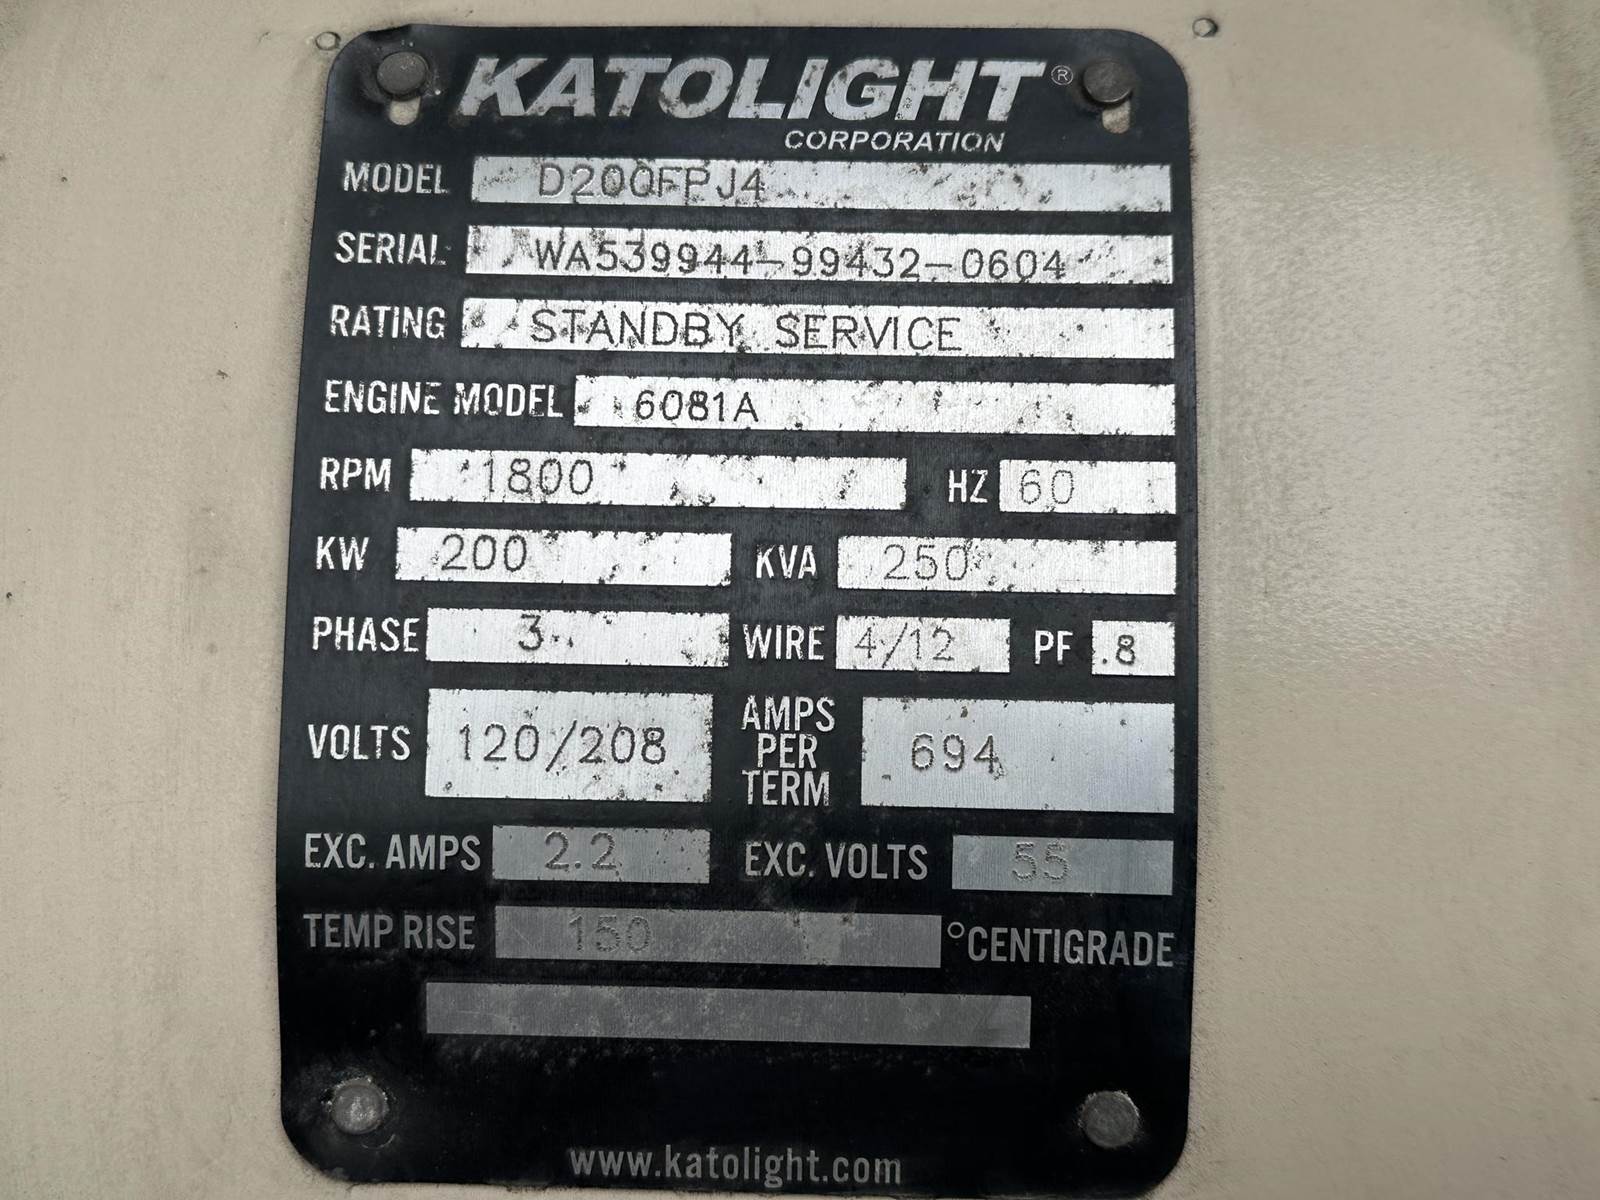 KATOLIGHT®
CORPORATION
MODEL D200FPJ4
SERIAL WA539944-99432-0604
RATING STANDBY SERVICE
ENGINE MODEL 6081A
RPM 1800 HZ 60
KW 200 KVA 250
PHASE 3 WIRE 4/12 PF .8
VOLTS 120/208 AMPS PER TERM 694
EXC. AMPS 2.2 EXC. VOLTS 55
TEMP RISE 150 °CENTIGRADE
www.katolight.com